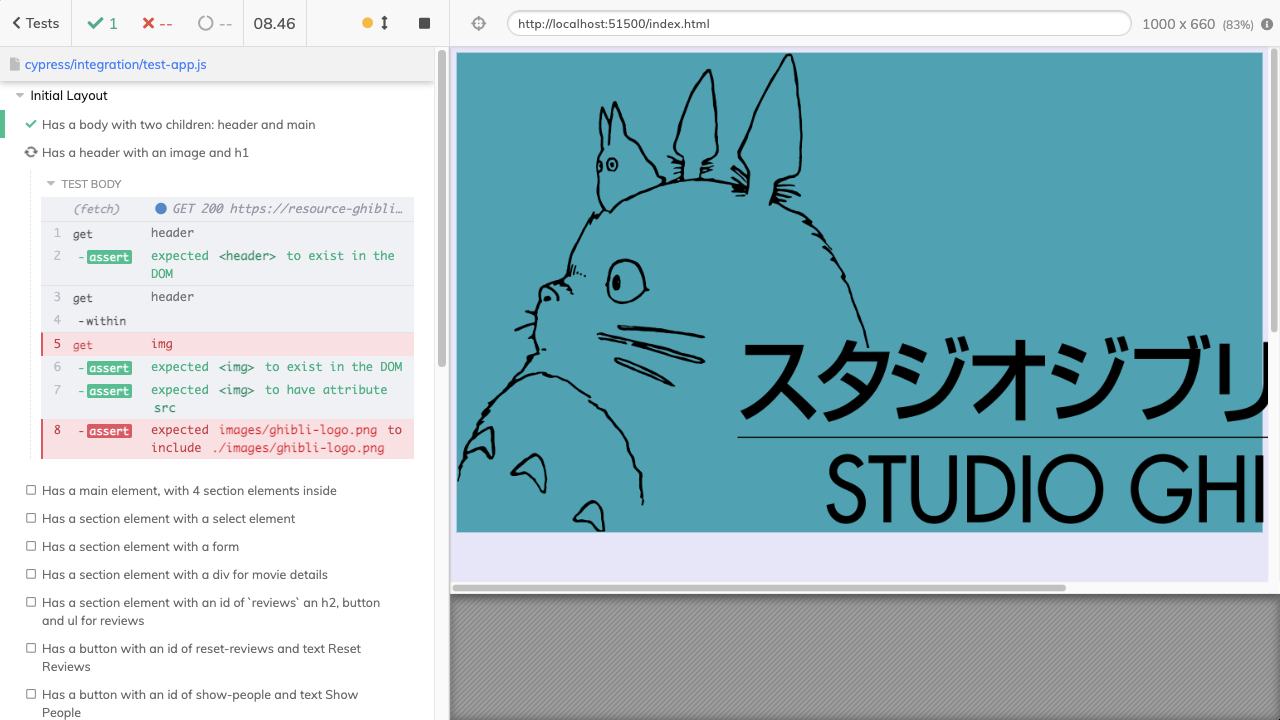 Tests
1
--
--
08.46
http://localhost:51500/index.html
1000 x 660 (83%)
cypress/integration/test-app.js
Initial Layout
Has a body with two children: header and main
Has a header with an image and h1
TEST BODY
(fetch) GET 200 https://resource-ghibli…
1 get header
2 -assert expected <header> to exist in the
DOM
3 get header
4 -within
5 get img
6 -assert expected <img> to exist in the DOM
7 -assert expected <img> to have attribute
src
8 -assert expected images/ghibli-logo.png to
include ./images/ghibli-logo.png
Has a main element, with 4 section elements inside
Has a section element with a select element
Has a section element with a form
Has a section element with a div for movie details
Has a section element with an id of `reviews` an h2, button
and ul for reviews
Has a button with an id of reset-reviews and text Reset
Reviews
Has a button with an id of show-people and text Show
People
スタジオジブリ
STUDIO GHI